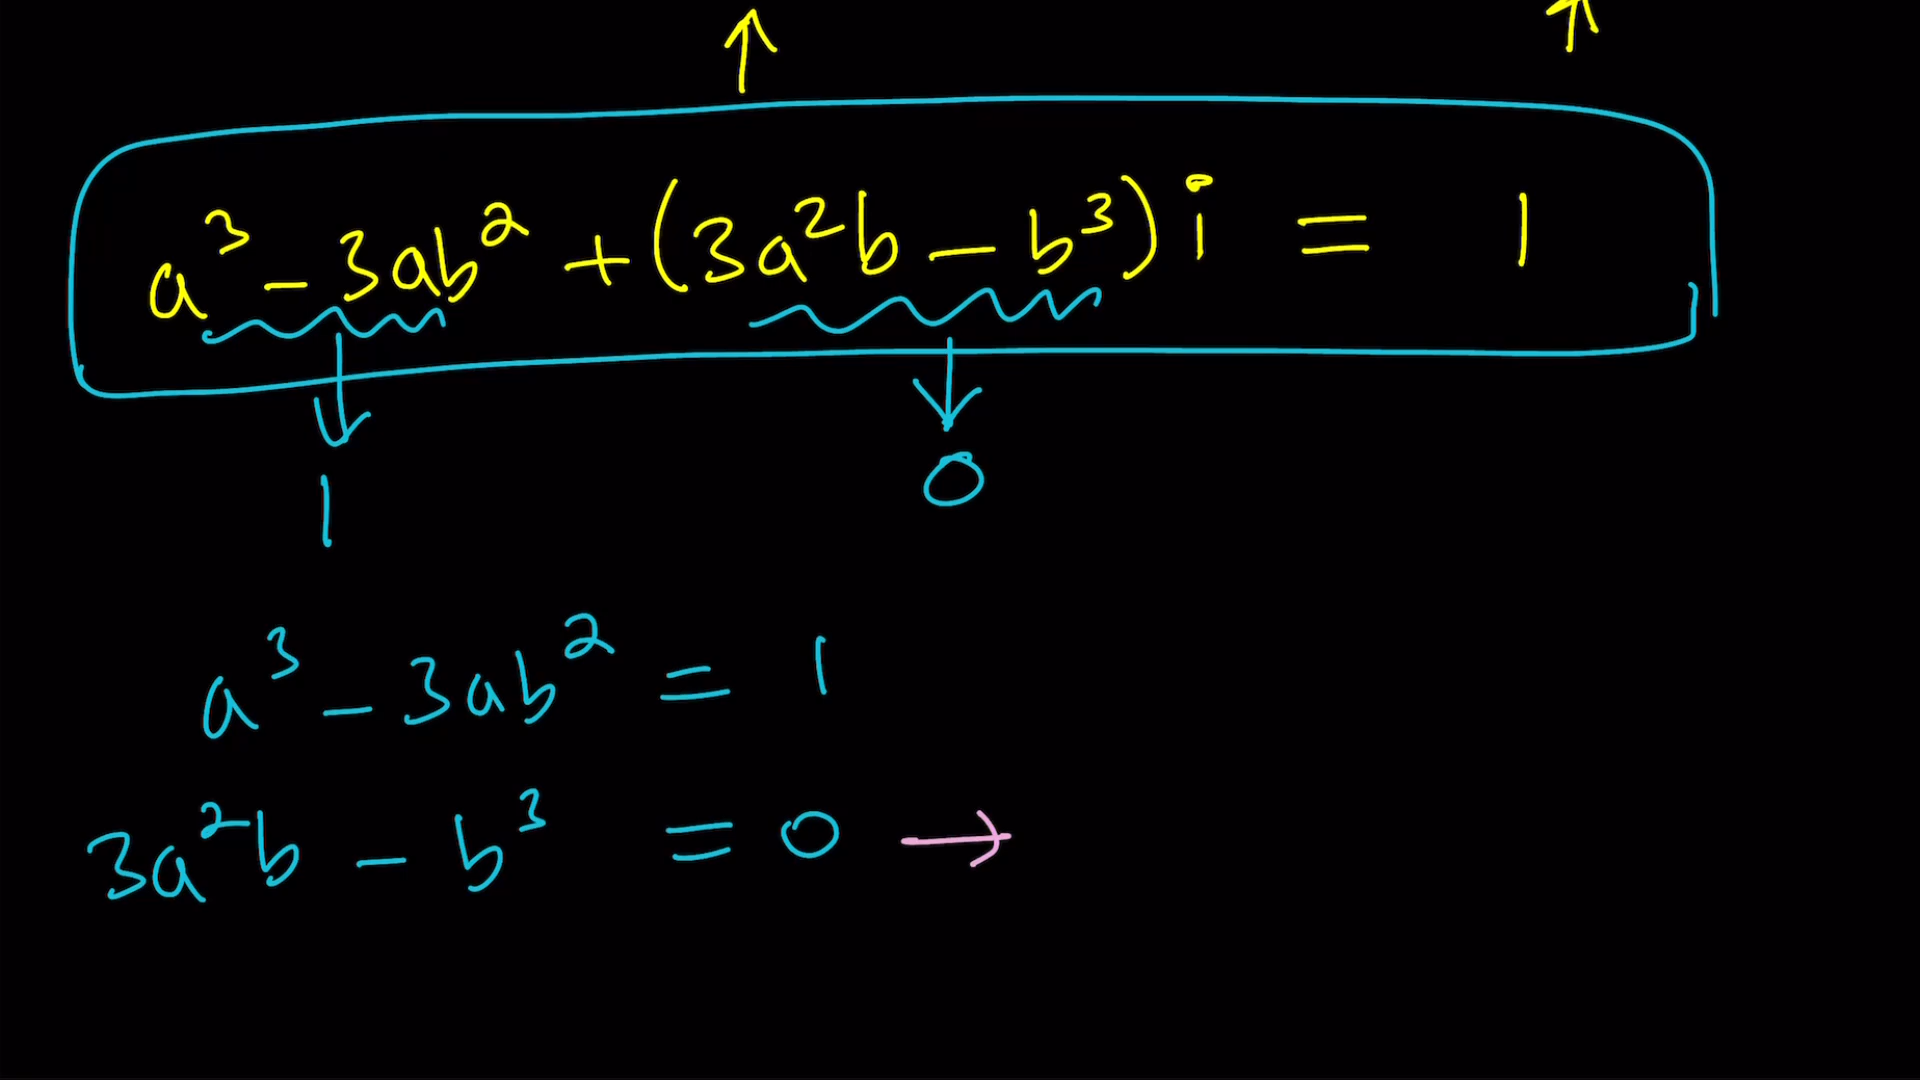 a³ - 3ab² + (3a²b - b³) i = 1
1 0
a³ - 3ab² = 1
3a²b - b³ = 0 →